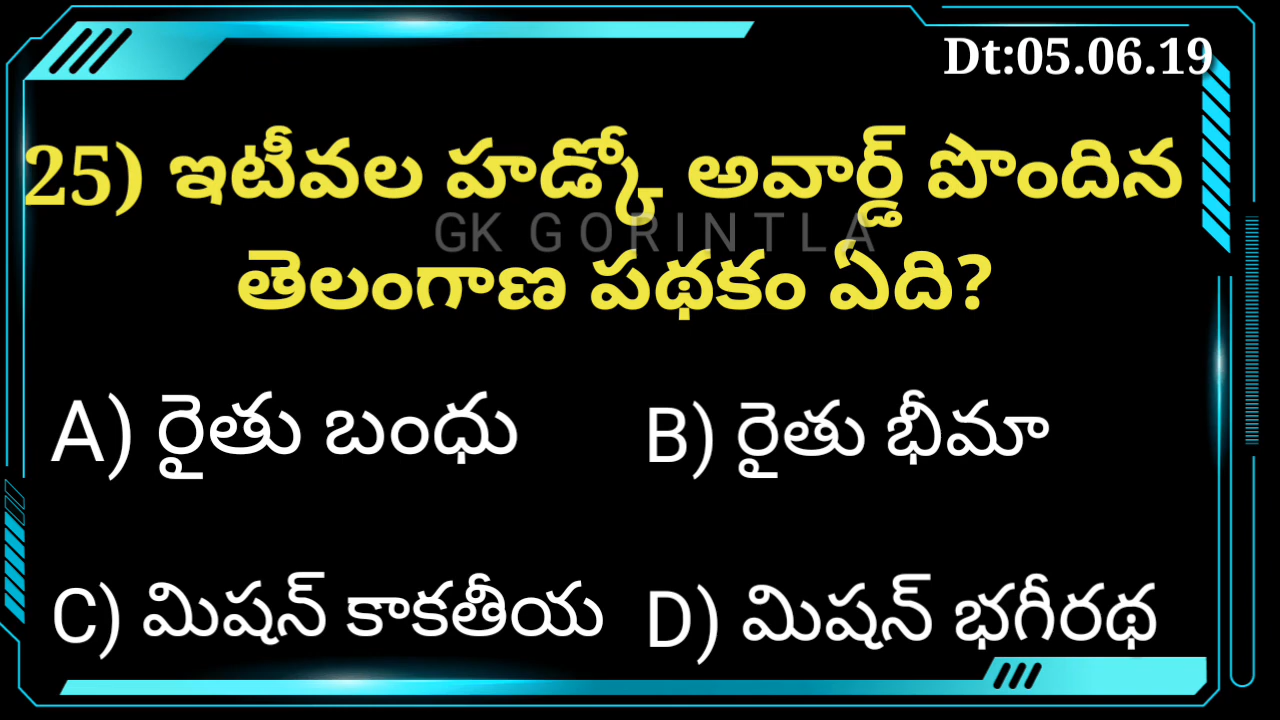 Dt:05.06.19
25) ఇటీవల హడ్కో అవార్డ్ పొందిన
GK GORINTLA
తెలంగాణ పథకం ఏది?
A) రైతు బంధు
B) రైతు భీమా
C) మిషన్ కాకతీయ
D) మిషన్ భగీరథ